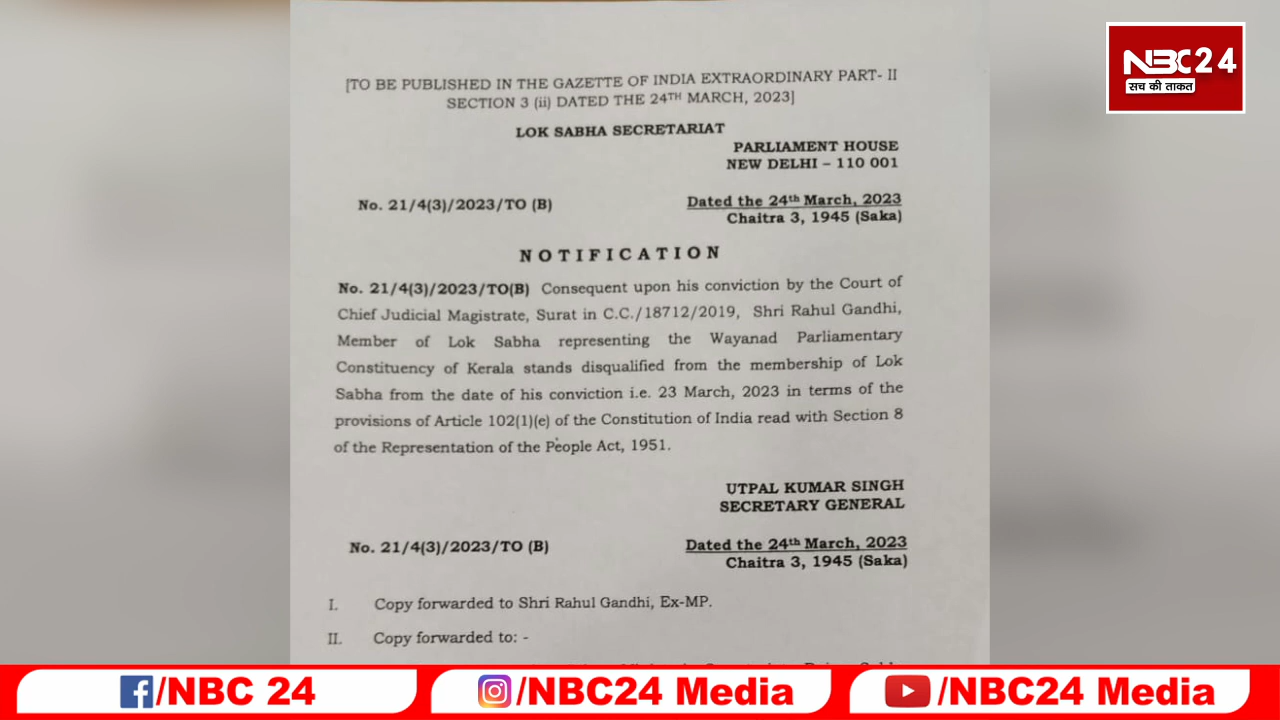 NBC 24
सच की ताकत
[TO BE PUBLISHED IN THE GAZETTE OF INDIA EXTRAORDINARY PART- II
SECTION 3 (ii) DATED THE 24TH MARCH, 2023]
LOK SABHA SECRETARIAT
PARLIAMENT HOUSE
NEW DELHI – 110 001
No. 21/4(3)/2023/TO (B)
Dated the 24th March, 2023
Chaitra 3, 1945 (Saka)
NOTIFICATION
No. 21/4(3)/2023/TO(B) Consequent upon his conviction by the Court of
Chief Judicial Magistrate, Surat in C.C./18712/2019, Shri Rahul Gandhi,
Member of Lok Sabha representing the Wayanad Parliamentary
Constituency of Kerala stands disqualified from the membership of Lok
Sabha from the date of his conviction i.e. 23 March, 2023 in terms of the
provisions of Article 102(1)(e) of the Constitution of India read with Section 8
of the Representation of the People Act, 1951.
UTPAL KUMAR SINGH
SECRETARY GENERAL
No. 21/4(3)/2023/TO (B)
Dated the 24th March, 2023
Chaitra 3, 1945 (Saka)
I. Copy forwarded to Shri Rahul Gandhi, Ex-MP.
II. Copy forwarded to: -
/NBC 24
/NBC24 Media
/NBC24 Media